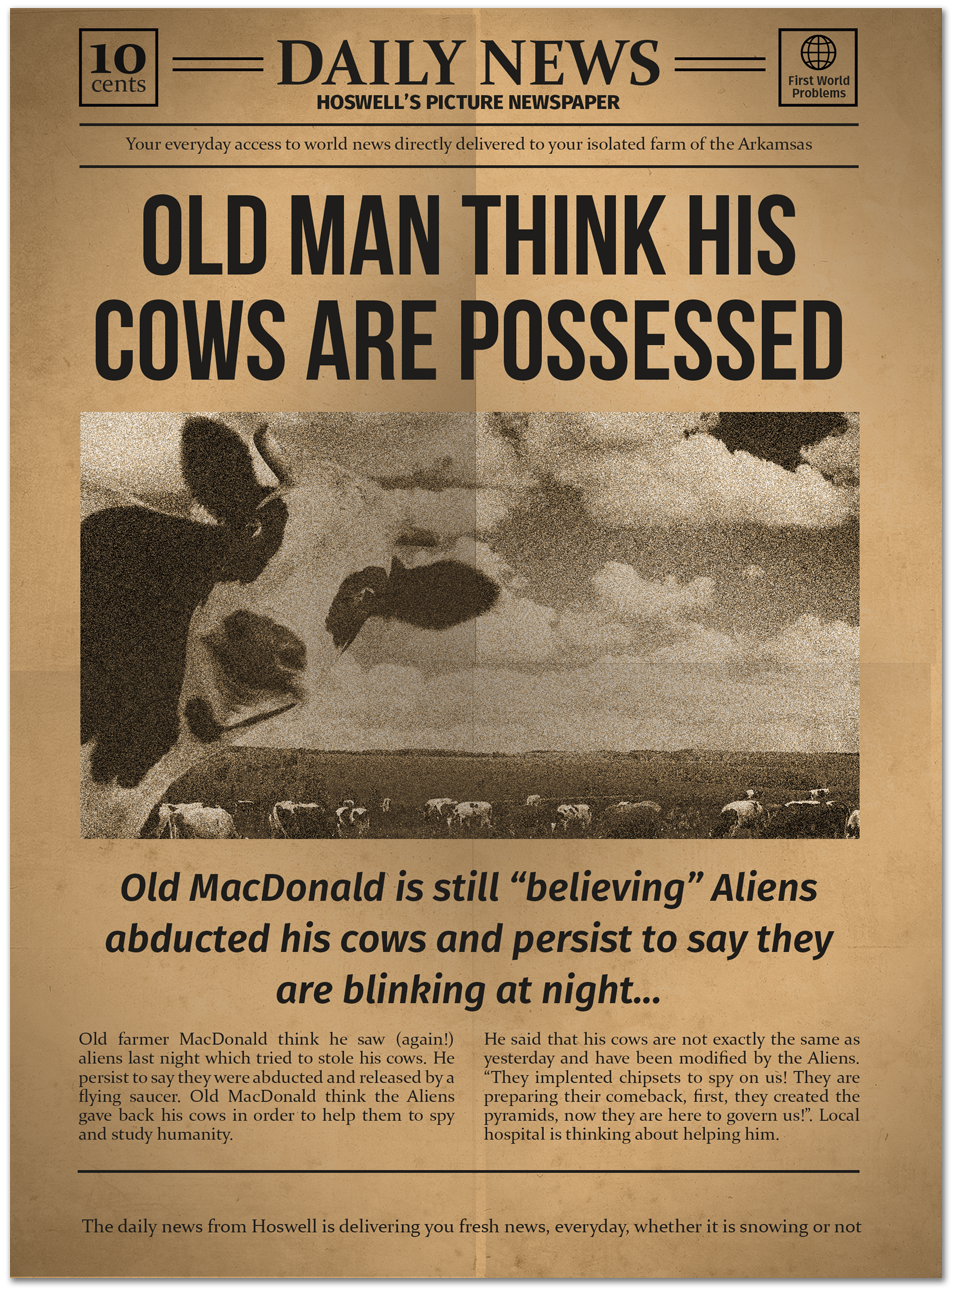 10
cents
DAILY NEWS
HOSWELL'S PICTURE NEWSPAPER
First World
Problems
Your everyday access to world news directly delivered to your isolated farm of the Arkamsas
OLD MAN THINK HIS
COWS ARE POSSESSED
Old MacDonald is still “believing” Aliens
abducted his cows and persist to say they
are blinking at night...
Old farmer MacDonald think he saw (again!)
aliens last night which tried to stole his cows. He
persist to say they were abducted and released by a
flying saucer. Old MacDonald think the Aliens
gave back his cows in order to help them to spy
and study humanity.
He said that his cows are not exactly the same as
yesterday and have been modified by the Aliens.
“They implented chipsets to spy on us! They are
preparing their comeback, first, they created the
pyramids, now they are here to govern us!”. Local
hospital is thinking about helping him.
The daily news from Hoswell is delivering you fresh news, everyday, whether it is snowing or not